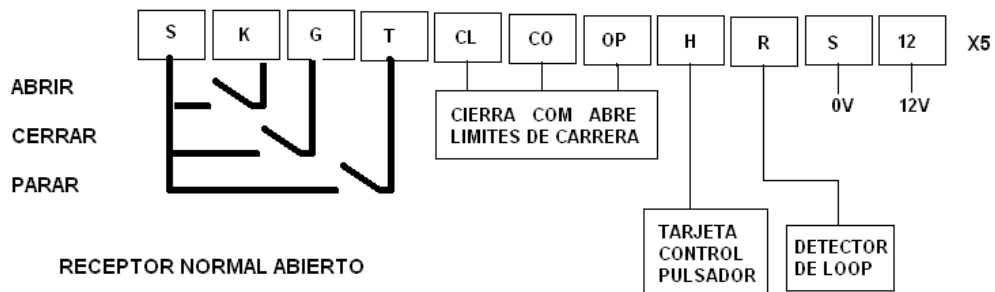 S K G T CL CO OP H R S 12 X5
ABRIR
CERRAR
PARAR
CIERRA COM ABRE
LIMITES DE CARRERA
0V 12V
TARJETA
CONTROL
PULSADOR
DETECTOR
DE LOOP
RECEPTOR NORMAL ABIERTO